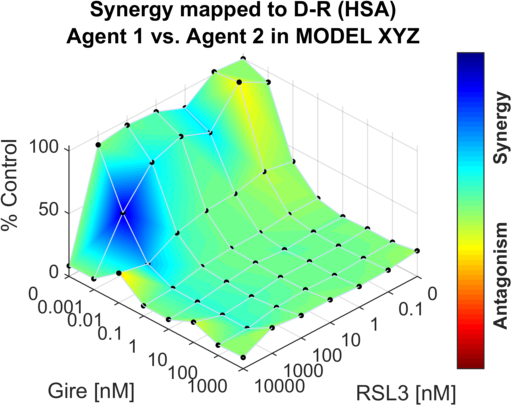 Synergy mapped to D-R (HSA)
Agent 1 vs. Agent 2 in MODEL XYZ
% Control
100
50
0
0
0.001
0.01
0.1
1
10
100
1000
Gire [nM]
10000
1000
100
10
1
0.1
0
RSL3 [nM]
Synergy
Antagonism